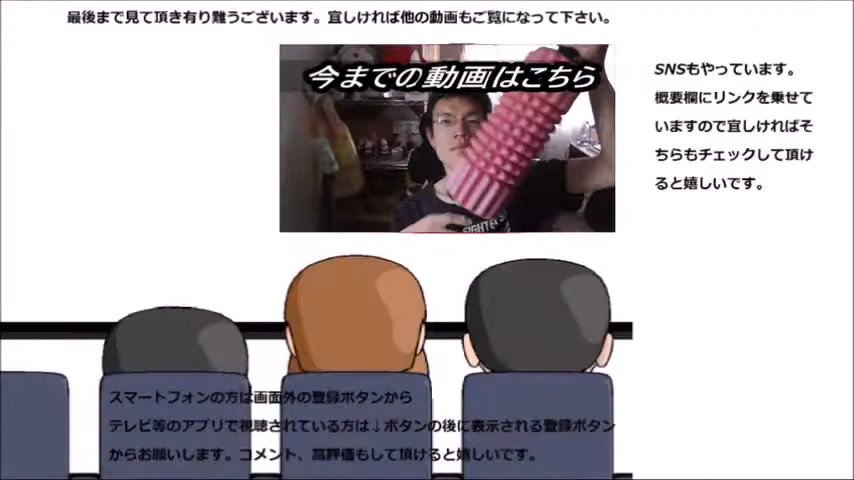 最後まで見て頂き有り難うございます。宜しければ他の動画もご覧になって下さい。
今までの動画はこちら
SNSもやっています。
概要欄にリンクを乗せて
いますので宜しければそ
ちらもチェックして頂け
ると嬉しいです。
FIGHTERS
スマートフォンの方は画面外の登録ボタンから
テレビ等のアプリで視聴されている方は↓ボタンの後に表示される登録ボタン
からお願いします。コメント、高評価もして頂けると嬉しいです。